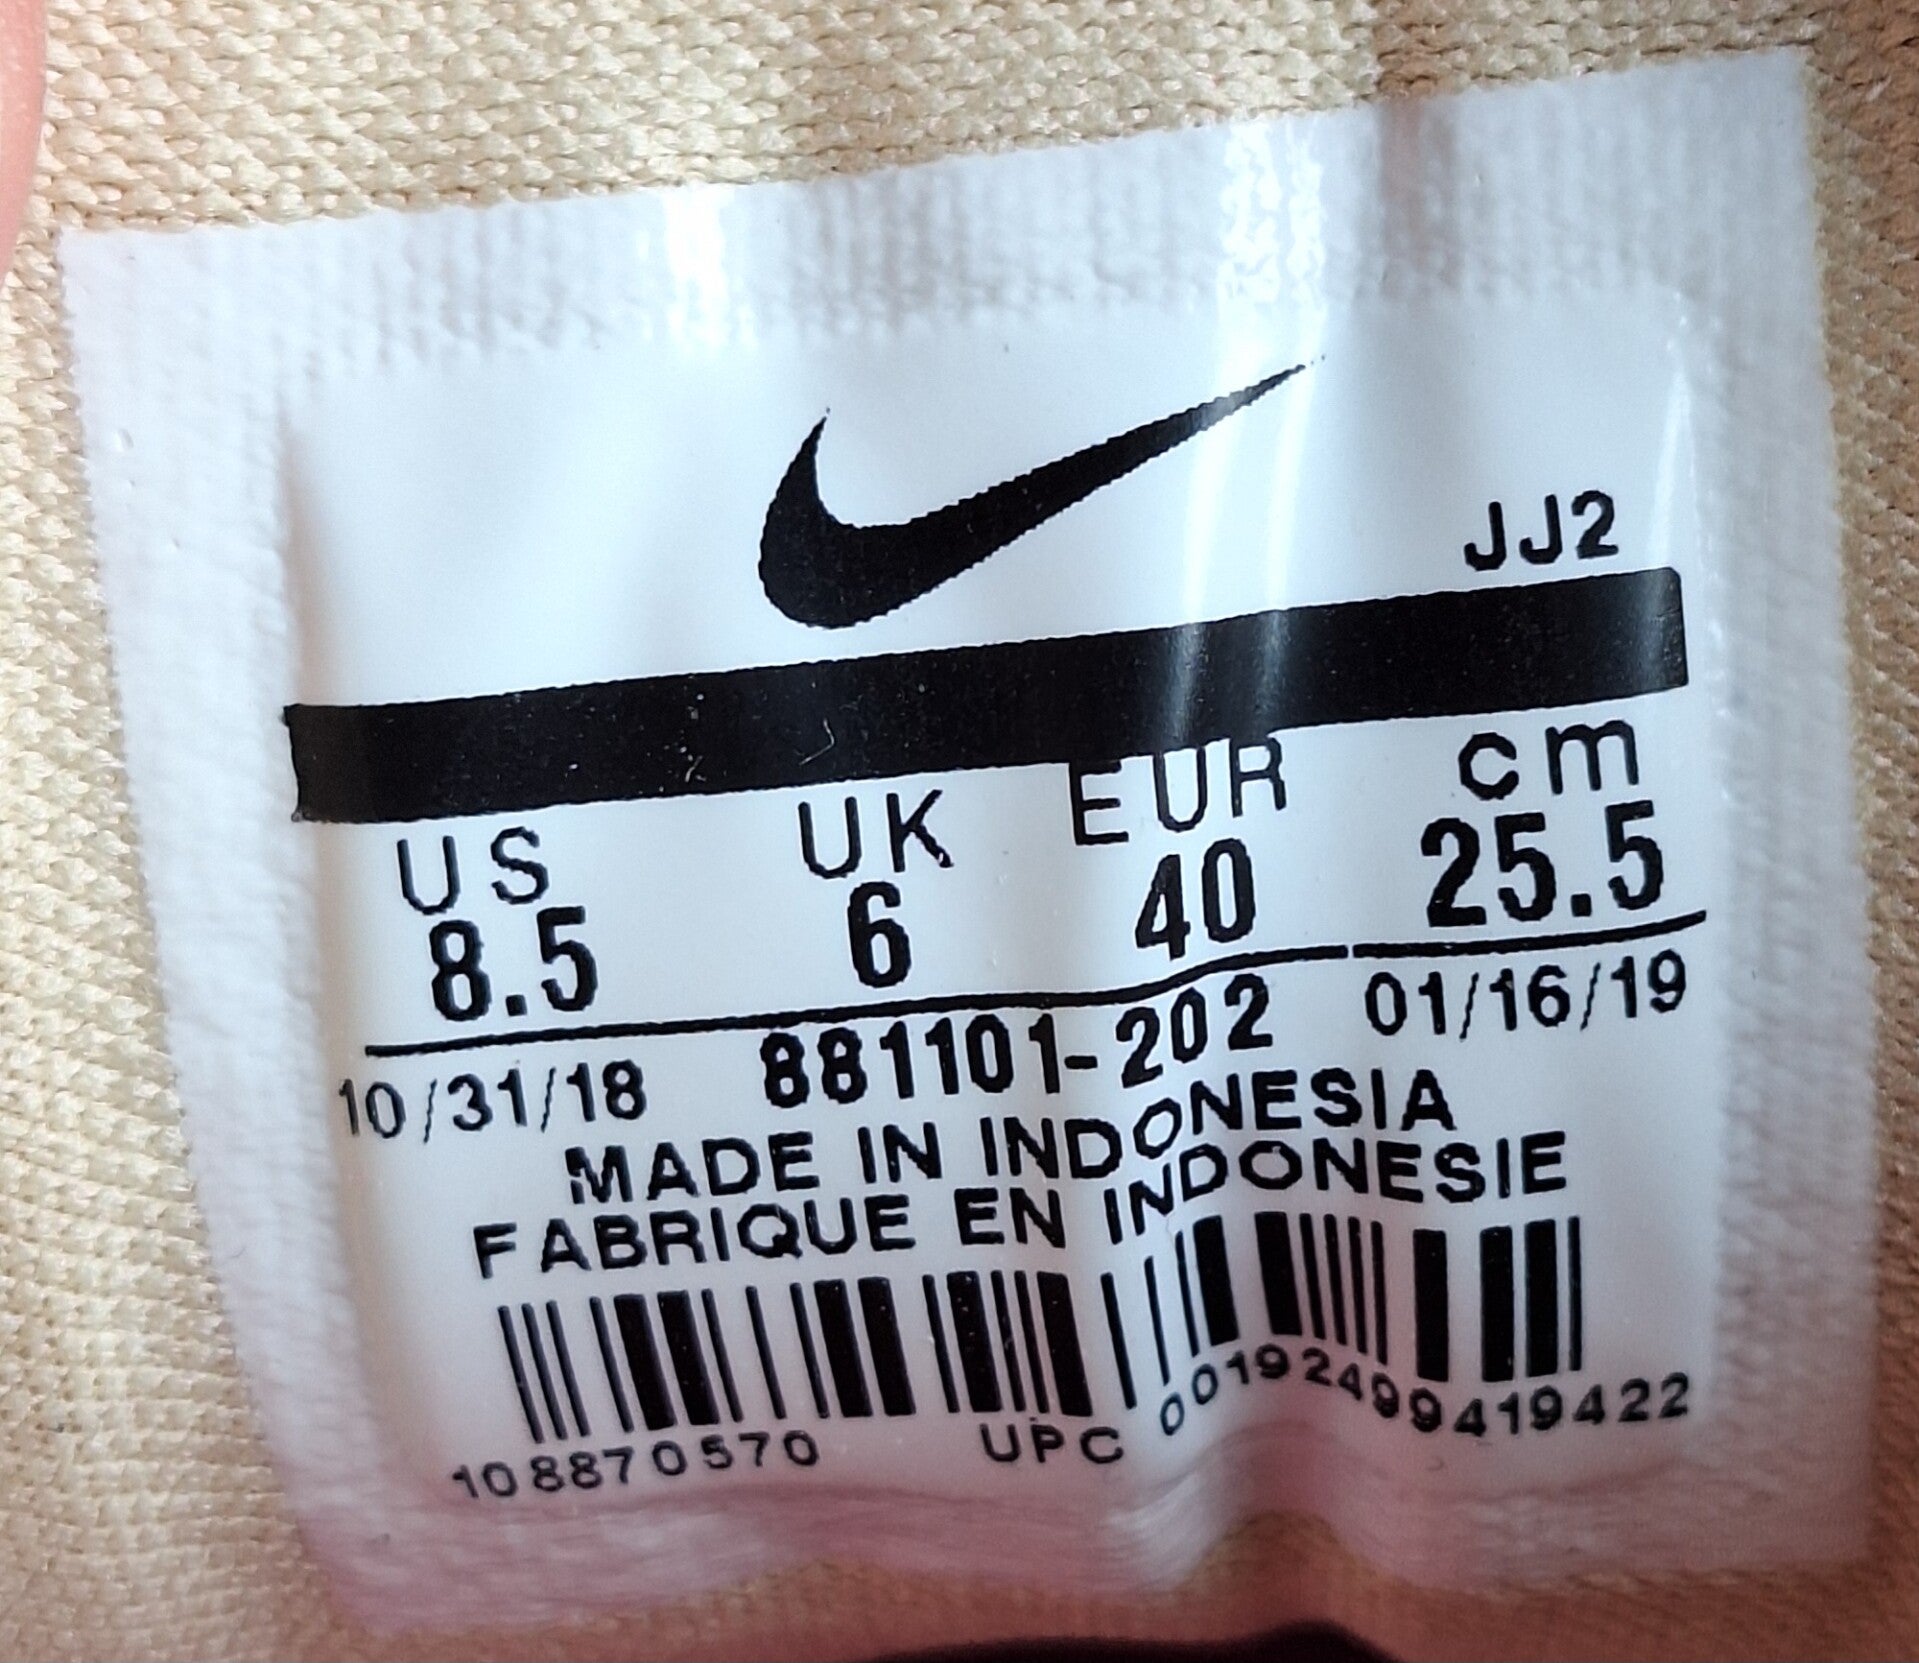 JJ2
US UK EUR cm
8.5 6 40 25.5
10/31/18 881101-202 01/16/19
MADE IN INDONESIA
FABRIQUE EN INDONESIE
108870570 UPC 00192499419422